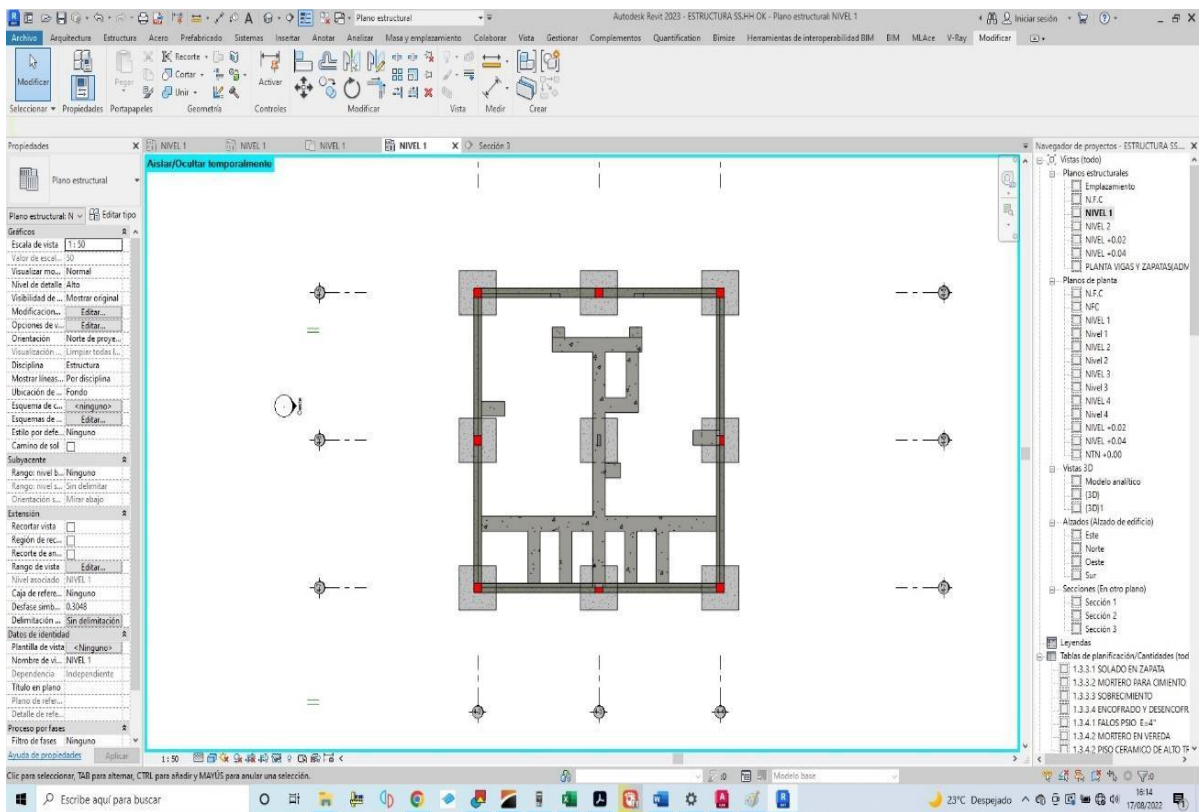 Plano estructural
Autodesk Revit 2023 - ESTRUCTURA SS.HH OK - Plano estructural: NIVEL 1
Iniciar sesión
Archivo Arquitectura Estructura Acero Prefabricado Sistemas Insertar Anotar Analizar Masa y emplazamiento Colaborar Vista Gestionar Complementos Quantification Bimize Herramientas de interoperabilidad BIM BIM MLAce V-Ray Modificar
Modificar
Pegar
Recorte
Cortar
Unir
Activar
Seleccionar Propiedades Portapapeles Geometría Controles Modificar Vista Medir Crear
Propiedades X
NIVEL 1 NIVEL 1 NIVEL 1 NIVEL 1 X Sección 3
Navegador de proyectos - ESTRUCTURA SS... X
Aislar/Ocultar temporalmente
Plano estructural
Plano estructural: N Editar tipo
Gráficos
Escala de vista 1 : 50
Valor de escal... 50
Visualizar mo... Normal
Nivel de detalle Alto
Visibilidad de ... Mostrar original
Modificacion... Editar...
Opciones de v... Editar...
Orientación Norte de proye...
Visualización ... Limpiar todas l...
Disciplina Estructura
Mostrar líneas... Por disciplina
Ubicación de ... Fondo
Esquema de c... <ninguno>
Esquemas de ... Editar...
Estilo por defe... Ninguno
Camino de sol
Subyacente
Rango: nivel b... Ninguno
Rango: nivel s... Sin delimitar
Orientación s... Mirar abajo
Extensión
Recortar vista
Región de rec...
Recorte de an...
Rango de vista Editar...
Nivel asociado NIVEL 1
Caja de refere... Ninguno
Desfase simb... 0.3048
Delimitación ... Sin delimitación
Datos de identidad
Plantilla de vista <Ninguno>
Nombre de vi... NIVEL 1
Dependencia Independiente
Título en plano
Plano de refer...
Detalle de refe...
Proceso por fases
Filtro de fases Ninguno
Ayuda de propiedades Aplicar
Oeste
Vistas (todo)
Planos estructurales
Emplazamiento
N.F.C
NIVEL 1
NIVEL 2
NIVEL +0.02
NIVEL +0.04
PLANTA VIGAS Y ZAPATAS(ADM
Planos de planta
N.F.C
NFC
NIVEL 1
Nivel 1
NIVEL 2
Nivel 2
NIVEL 3
Nivel 3
NIVEL 4
Nivel 4
NIVEL +0.02
NIVEL +0.04
NTN +0.00
Vistas 3D
Modelo analítico
{3D}
{3D}1
Alzados (Alzado de edificio)
Este
Norte
Oeste
Sur
Secciones (En otro plano)
Sección 1
Sección 2
Sección 3
Leyendas
Tablas de planificación/Cantidades (tod
1.3.3.1 SOLADO EN ZAPATA
1.3.3.2 MORTERO PARA CIMIENTO
1.3.3.3 SOBRECIMIENTO
1.3.3.4 ENCOFRADO Y DESENCOFR
1.3.4.1 FALOS PSIO E=4"
1.3.4.2 MORTERO EN VEREDA
1.3.4.2 PISO CERAMICO DE ALTO TF
1 : 50
Clic para seleccionar, TAB para alternar, CTRL para añadir y MAYÚS para anular una selección.
:0
Modelo base
Escribe aquí para buscar
23°C Despejado
16:14
17/08/2022